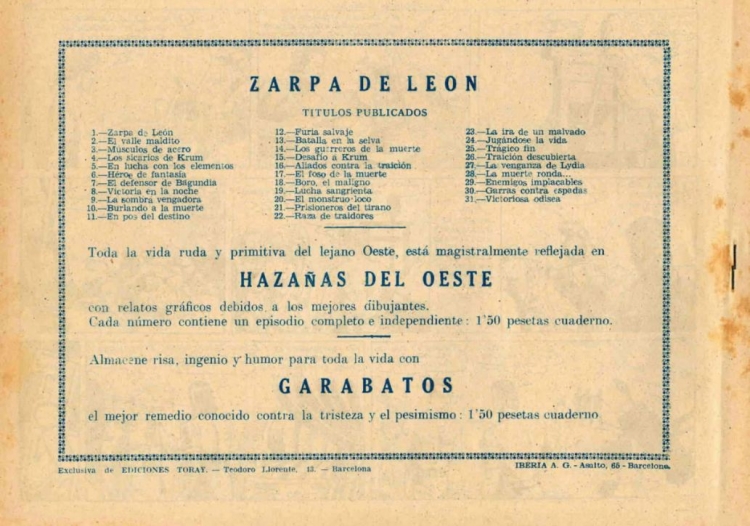 ZARPA DE LEON
TITULOS PUBLICADOS
1.—Zarpa de León
2.—El valle maldito
3.—Músculos de acero
4.—Los sicarios de Krum
5.—En lucha con los elementos
6.—Héroe de fantasía
7.—El defensor de Bagundia
8.—Victoria en la noche
9.—La sombra vengadora
10.—Burlando a la muerte
11.—En pos del destino
12.—Furia salvaje
13.—Batalla en la selva
14.—Los guerreros de la muerte
15.—Desafío a Krum
16.—Aliados contra la traición
17.—El foso de la muerte
18.—Boro, el maligno
19.—Lucha sangrienta
20.—El monstruo loco
21.—Prisioneros del tirano
22.—Raza de traidores
23.—La ira de un malvado
24.—Jugándose la vida
25.—Trágico fin
26.—Traición descubierta
27.—La venganza de Lydia
28.—La muerte ronda...
29.—Enemigos implacables
30.—Garras contra espadas
31.—Victoriosa odisea
Toda la vida ruda y primitiva del lejano Oeste, está magistralmente reflejada en
HAZAÑAS DEL OESTE
con relatos gráficos debidos a los mejores dibujantes.
Cada número contiene un episodio completo e independiente: 1'50 pesetas cuaderno.
Almacene risa, ingenio y humor para toda la vida con
GARABATOS
el mejor remedio conocido contra la tristeza y el pesimismo: 1'50 pesetas cuaderno
Exclusiva de EDICIONES TORAY. — Teodoro Llorente, 13. — Barcelona
IBERIA A. G. - Asalto, 65 - Barcelona.